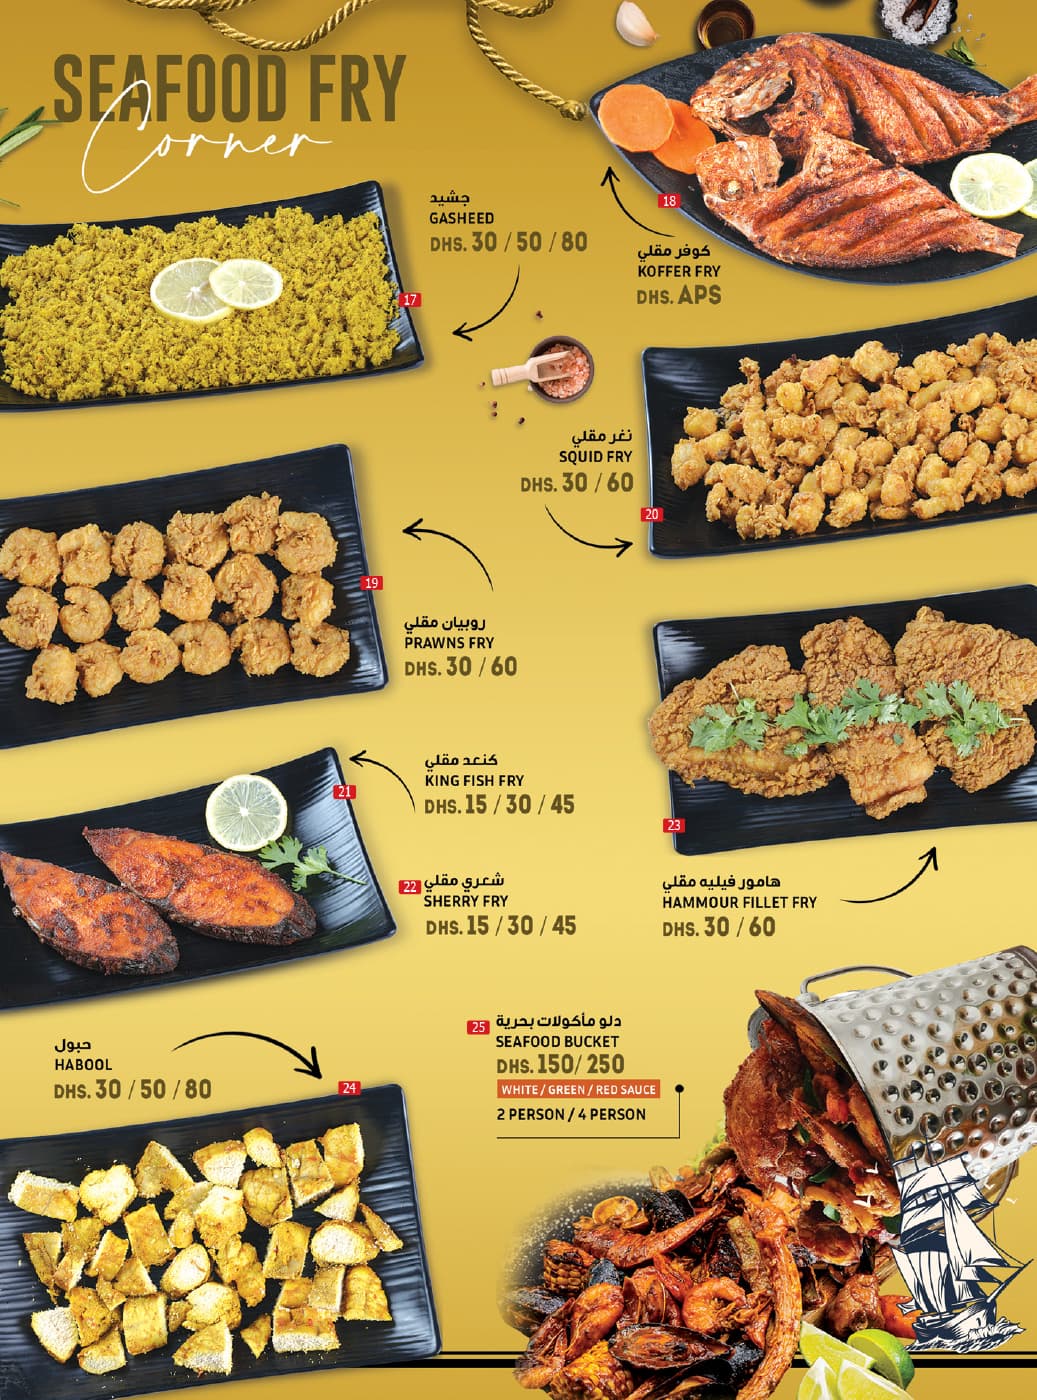 SEAFOOD FRY
Corner
17
جشيد
GASHEED
DHS. 30 / 50 / 80
18
كوفر مقلي
KOFFER FRY
DHS. APS
19
روبيان مقلي
PRAWNS FRY
DHS. 30 / 60
20
نغر مقلي
SQUID FRY
DHS. 30 / 60
21
كنعد مقلي
KING FISH FRY
DHS. 15 / 30 / 45
22 شعري مقلي
SHERRY FRY
DHS. 15 / 30 / 45
23
هامور فيليه مقلي
HAMMOUR FILLET FRY
DHS. 30 / 60
24
حبول
HABOOL
DHS. 30 / 50 / 80
25 دلو مأكولات بحرية
SEAFOOD BUCKET
DHS. 150/ 250
WHITE / GREEN / RED SAUCE
2 PERSON / 4 PERSON